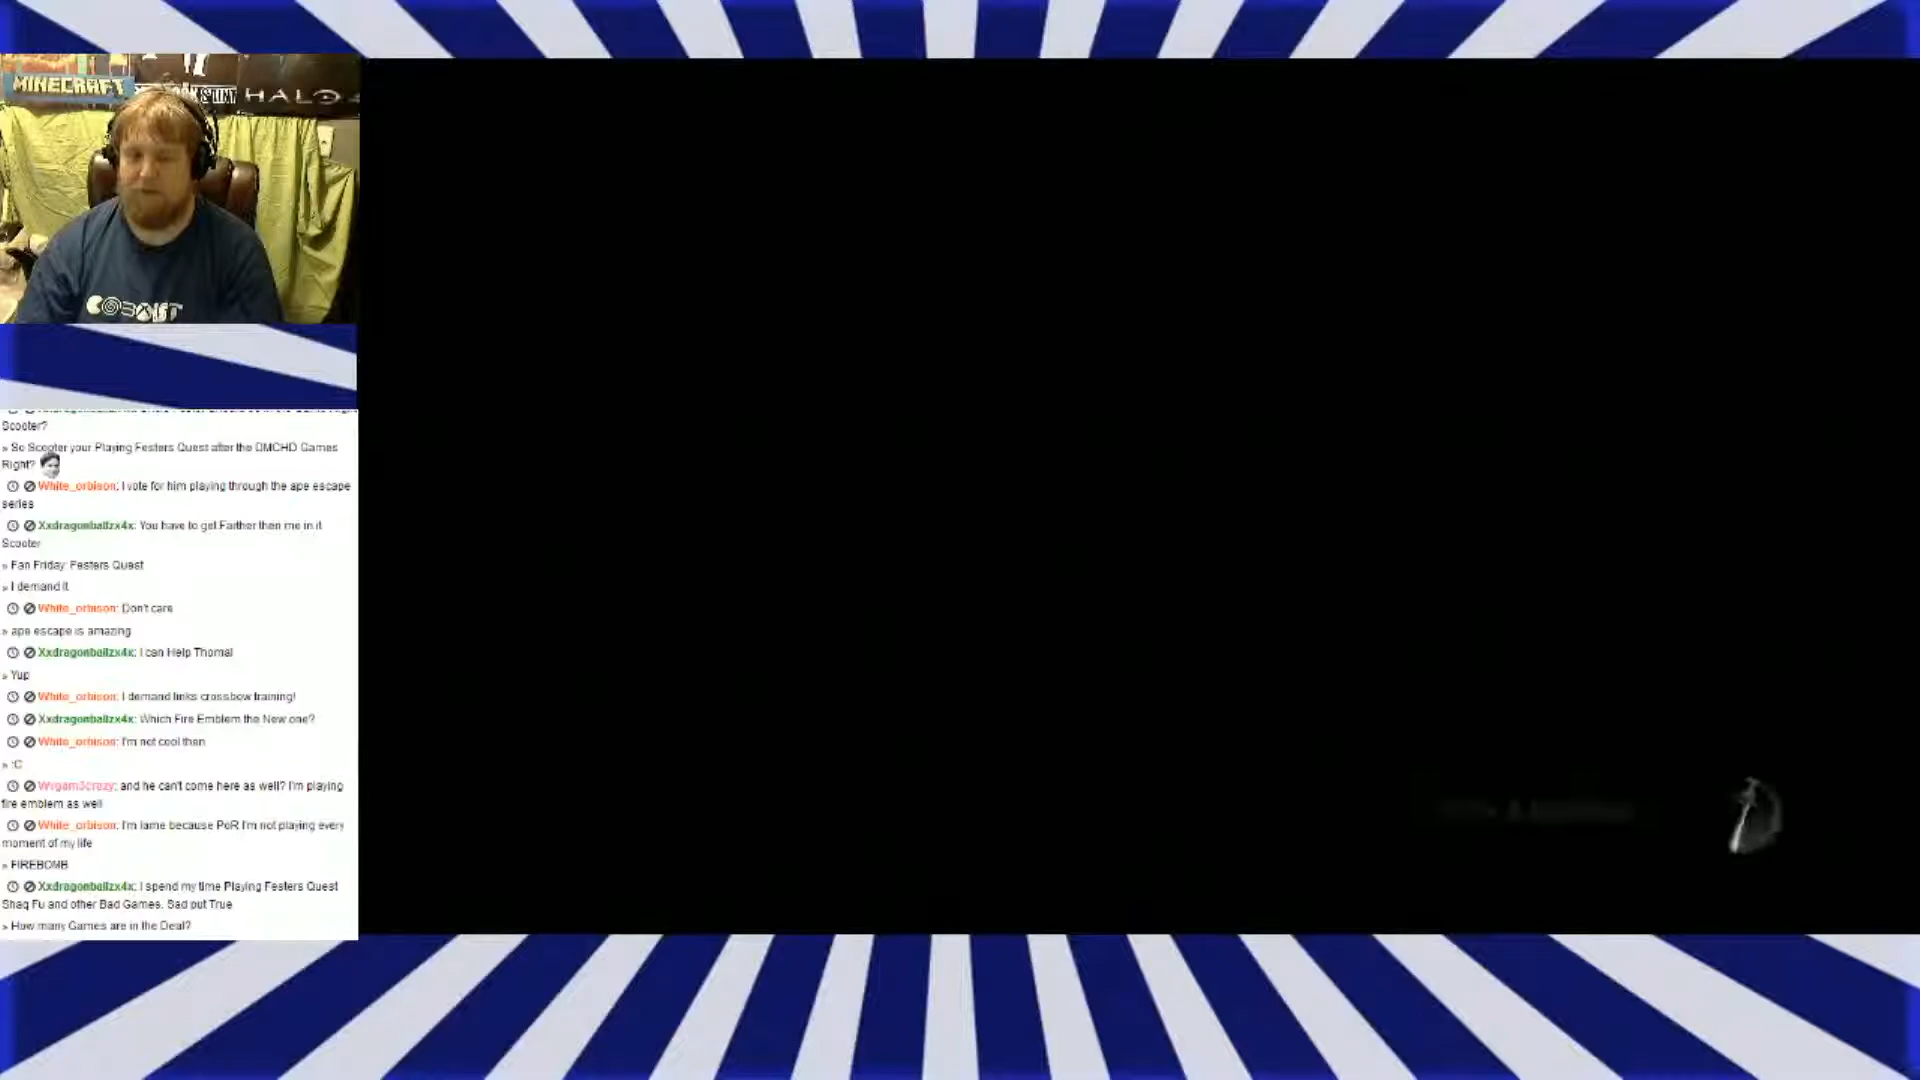 MINECRAFT
HALO 4
COEXIST
Scooter?
» So Scooter your Playing Festers Quest after the DMCHD Games
Right?
White_orbison: I vote for him playing through the ape escape
series
Xxdragonballzx4x: You have to get Farther then me in it
Scooter
» Fan Friday: Festers Quest
» I demand it
White_orbison: Don't care
» ape escape is amazing
Xxdragonballzx4x: I can Help Thomal
» Yup
White_orbison: I demand links crossbow training!
Xxdragonballzx4x: Which Fire Emblem the New one?
White_orbison: I'm not cool then
» :C
Wvgam3crazy: and he can't come here as well? I'm playing
fire emblem as well
White_orbison: I'm lame because PoR I'm not playing every
moment of my life
» FIREBOMB
Xxdragonballzx4x: I spend my time Playing Festers Quest
Shaq Fu and other Bad Games. Sad put True
» How many Games are in the Deal?